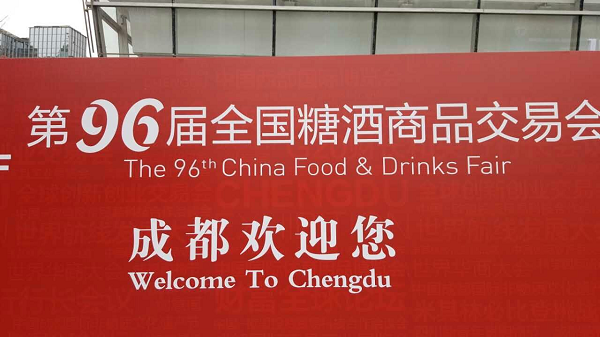 第96届全国糖酒商品交易会
The 96th China Food & Drinks Fair
CHENGDU
成都欢迎您
Welcome To Chengdu